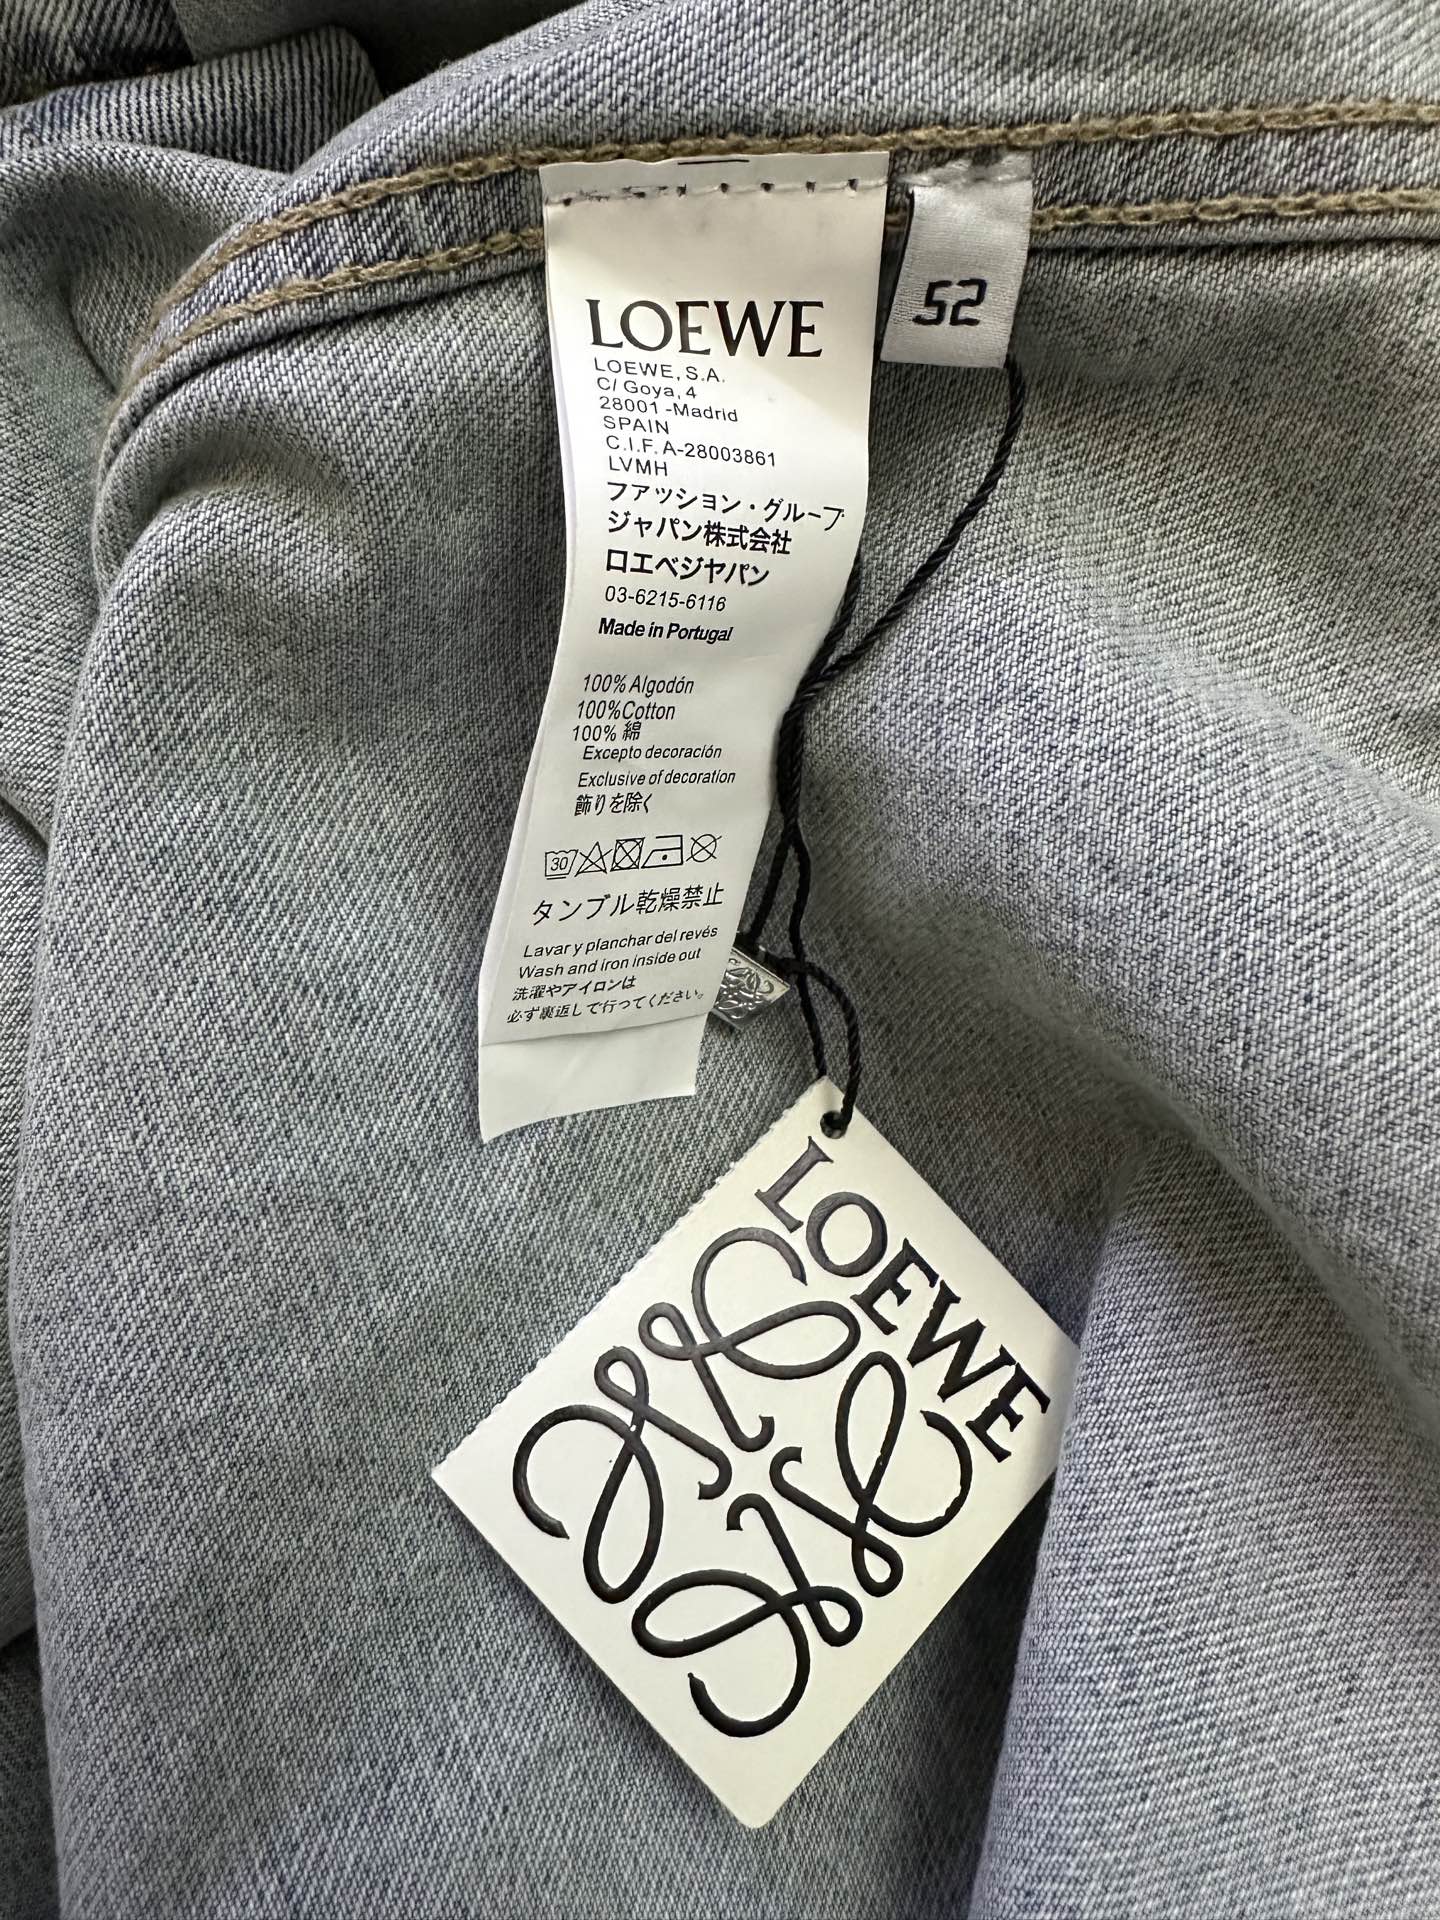 LOEWE
LOEWE, S.A.
C/ Goya, 4
28001 -Madrid
SPAIN
C.I.F. A-28003861
LVMH
ファッション・グループ
ジャパン株式会社
ロエベジャパン
03-6215-6116
Made in Portugal
100% Algodón
100%Cotton
100% 綿
Excepto decoración
Exclusive of decoration
飾りを除く
30
タンブル乾燥禁止
Lavar y planchar del revés
Wash and iron inside out
洗濯やアイロンは
必ず裏返しで行つてください。
52
LOEWE